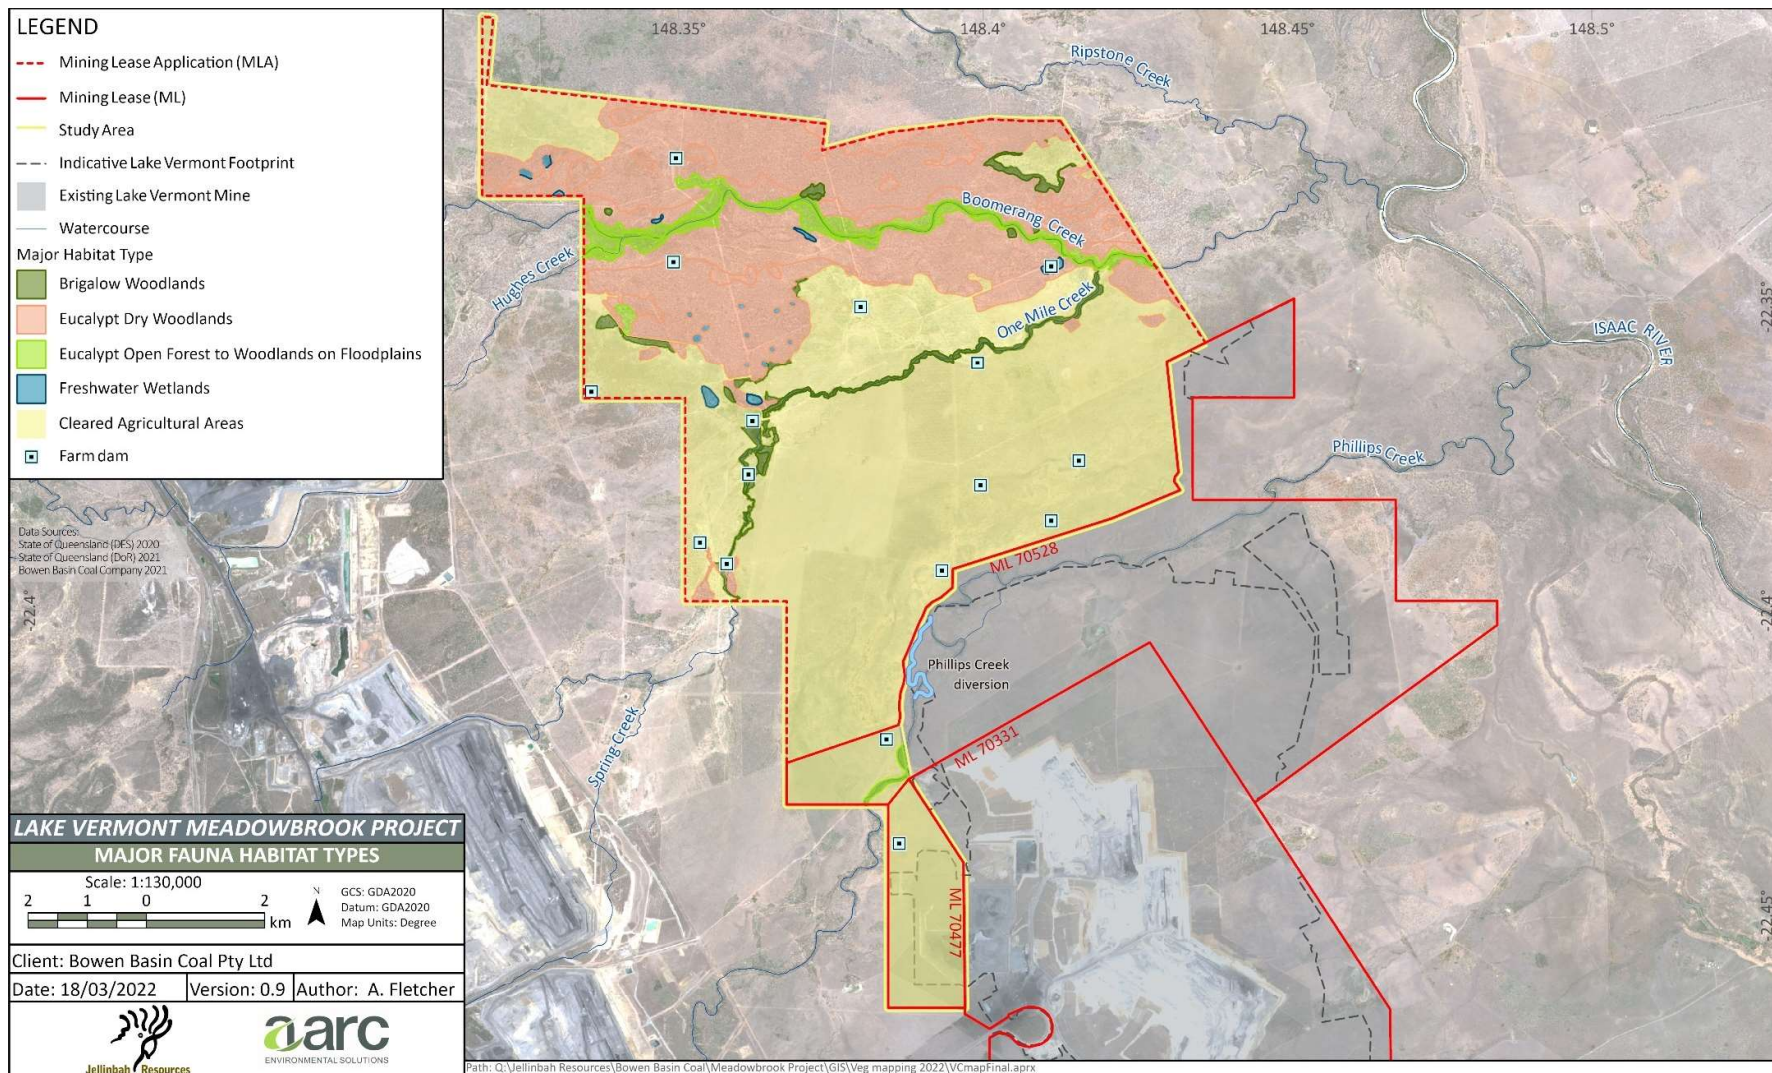 LEGEND
Mining Lease Application (MLA)
Mining Lease (ML)
Study Area
Indicative Lake Vermont Footprint
Existing Lake Vermont Mine
Watercourse
Major Habitat Type
Brigalow Woodlands
Eucalypt Dry Woodlands
Eucalypt Open Forest to Woodlands on Floodplains
Freshwater Wetlands
Cleared Agricultural Areas
Farm dam
148.35°
148.4°
148.45°
148.5°
Ripstone Creek
Boomerang Creek
Hughes Creek
One Mile Creek
-22.35°
ISAAC RIVER
Phillips Creek
Data Sources:
State of Queensland (DES) 2020
State of Queensland (DoR) 2021
Bowen Basin Coal Company 2021
ML 70528
-22.4°
-22.4°
Phillips Creek
diversion
Spring Creek
ML 70331
ML 70477
-22.45°
LAKE VERMONT MEADOWBROOK PROJECT
MAJOR FAUNA HABITAT TYPES
Scale: 1:130,000
2 1 0 2
km
N
GCS: GDA2020
Datum: GDA2020
Map Units: Degree
Client: Bowen Basin Coal Pty Ltd
Date: 18/03/2022 Version: 0.9 Author: A. Fletcher
Jellinbah Resources
aarc
ENVIRONMENTAL SOLUTIONS
Path: Q:\Jellinbah Resources\Bowen Basin Coal\Meadowbrook Project\GIS\Veg mapping 2022\VCmapFinal.aprx